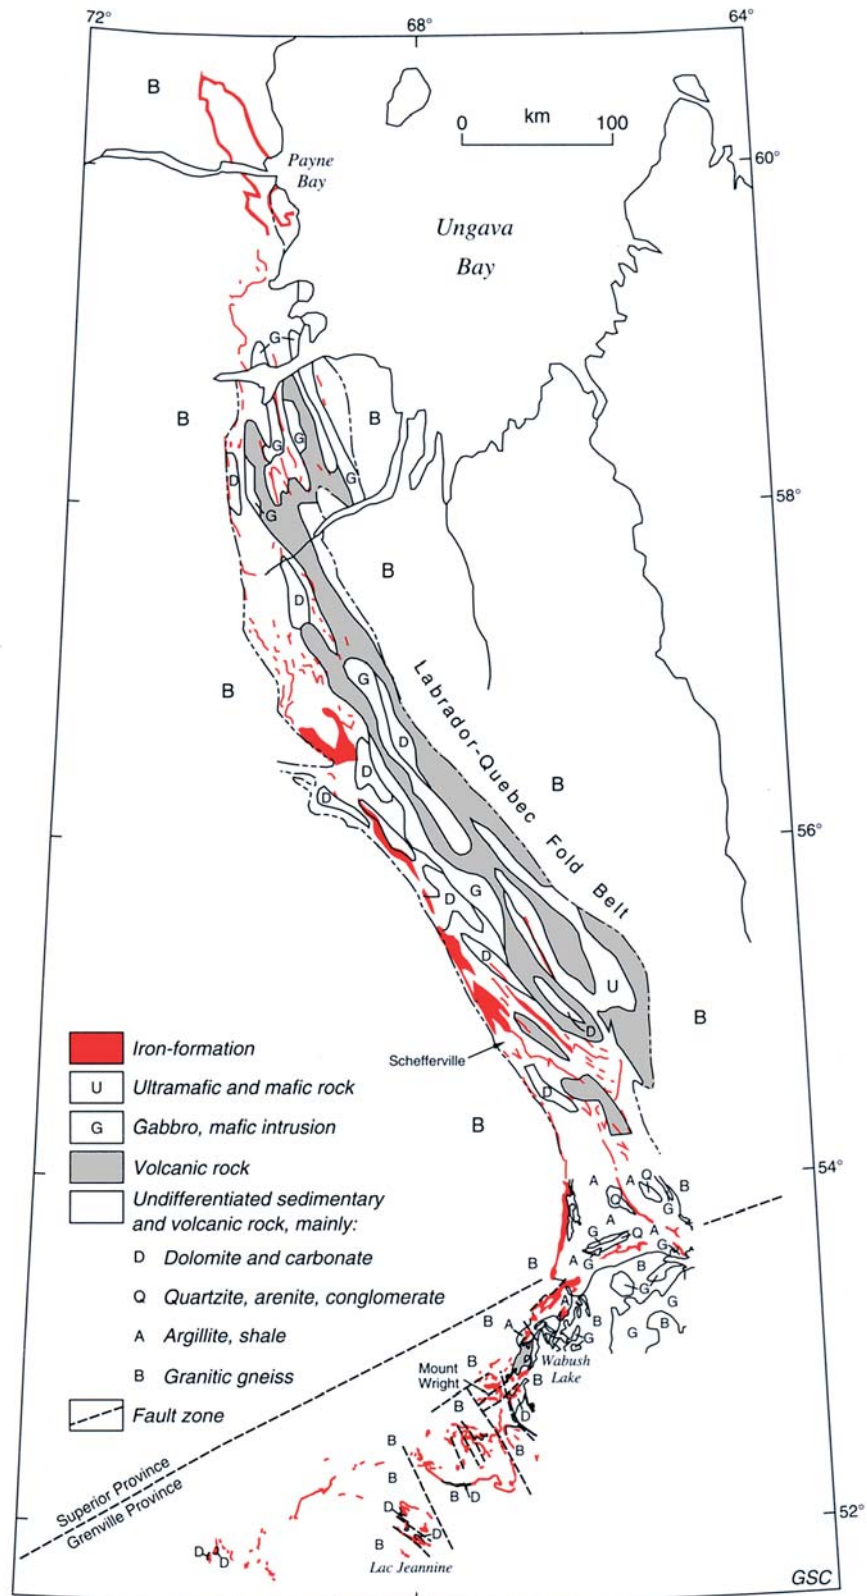 72°
68°
64°
B
0 km 100
Payne
Bay
60°
Ungava
Bay
G
B
B
G
G
D
G
G
58°
B
D
B
G
D
D
D
B
Labrador-Quebec Fold Belt
56°
G
D
D
U
B
D
Schefferville
D
B
Iron-formation
U Ultramafic and mafic rock
G Gabbro, mafic intrusion
Volcanic rock
Undifferentiated sedimentary
and volcanic rock, mainly:
D Dolomite and carbonate
Q Quartzite, arenite, conglomerate
A Argillite, shale
B Granitic gneiss
Fault zone
54°
A A Q B
Q G
A
G Q A
G
B A G B
G
A G
B A B B
G G
B
Wabush
Lake
Mount
Wright
B
B D
B
B
B
B D
D
D
B
D D
Superior Province
Grenville Province
52°
Lac Jeannine
GSC